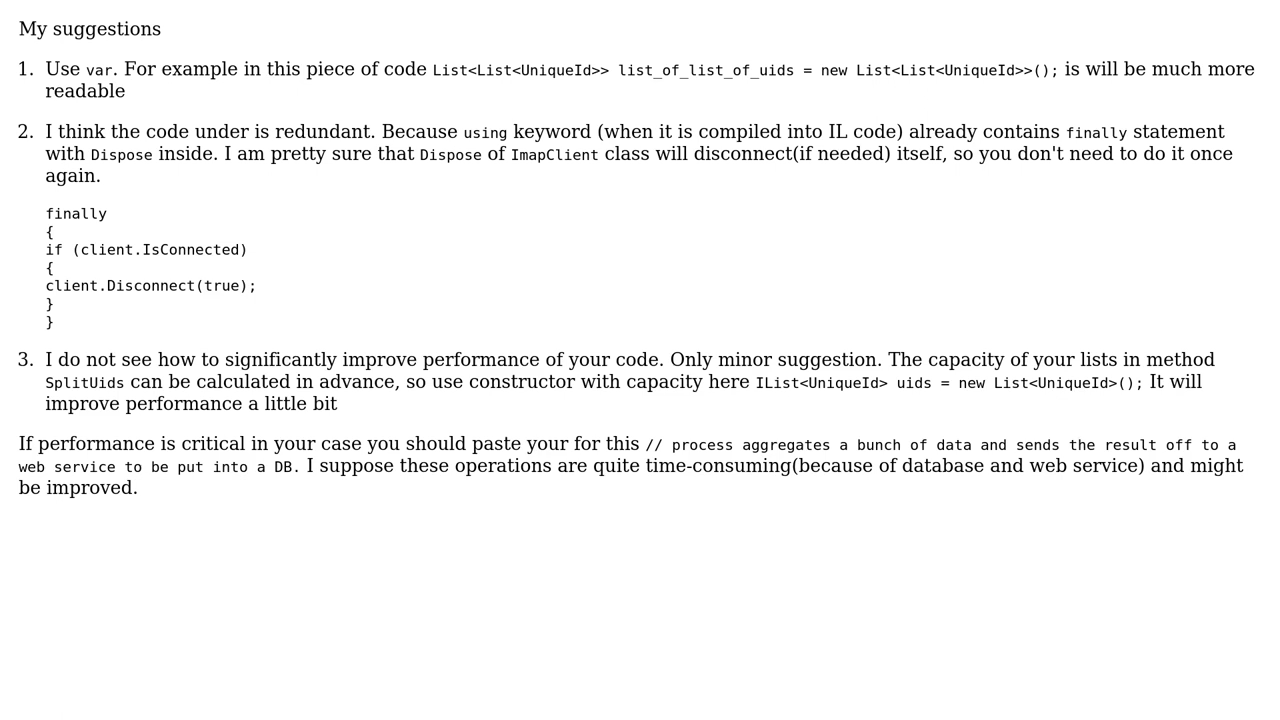 My suggestions
1. Use var. For example in this piece of code List<List<UniqueId>> list_of_list_of_uids = new List<List<UniqueId>>(); is will be much more
readable
2. I think the code under is redundant. Because using keyword (when it is compiled into IL code) already contains finally statement
with Dispose inside. I am pretty sure that Dispose of ImapClient class will disconnect(if needed) itself, so you don't need to do it once
again.
finally
{
if (client.IsConnected)
{
client.Disconnect(true);
}
}
3. I do not see how to significantly improve performance of your code. Only minor suggestion. The capacity of your lists in method
SplitUids can be calculated in advance, so use constructor with capacity here IList<UniqueId> uids = new List<UniqueId>(); It will
improve performance a little bit
If performance is critical in your case you should paste your for this // process aggregates a bunch of data and sends the result off to a
web service to be put into a DB. I suppose these operations are quite time-consuming(because of database and web service) and might
be improved.